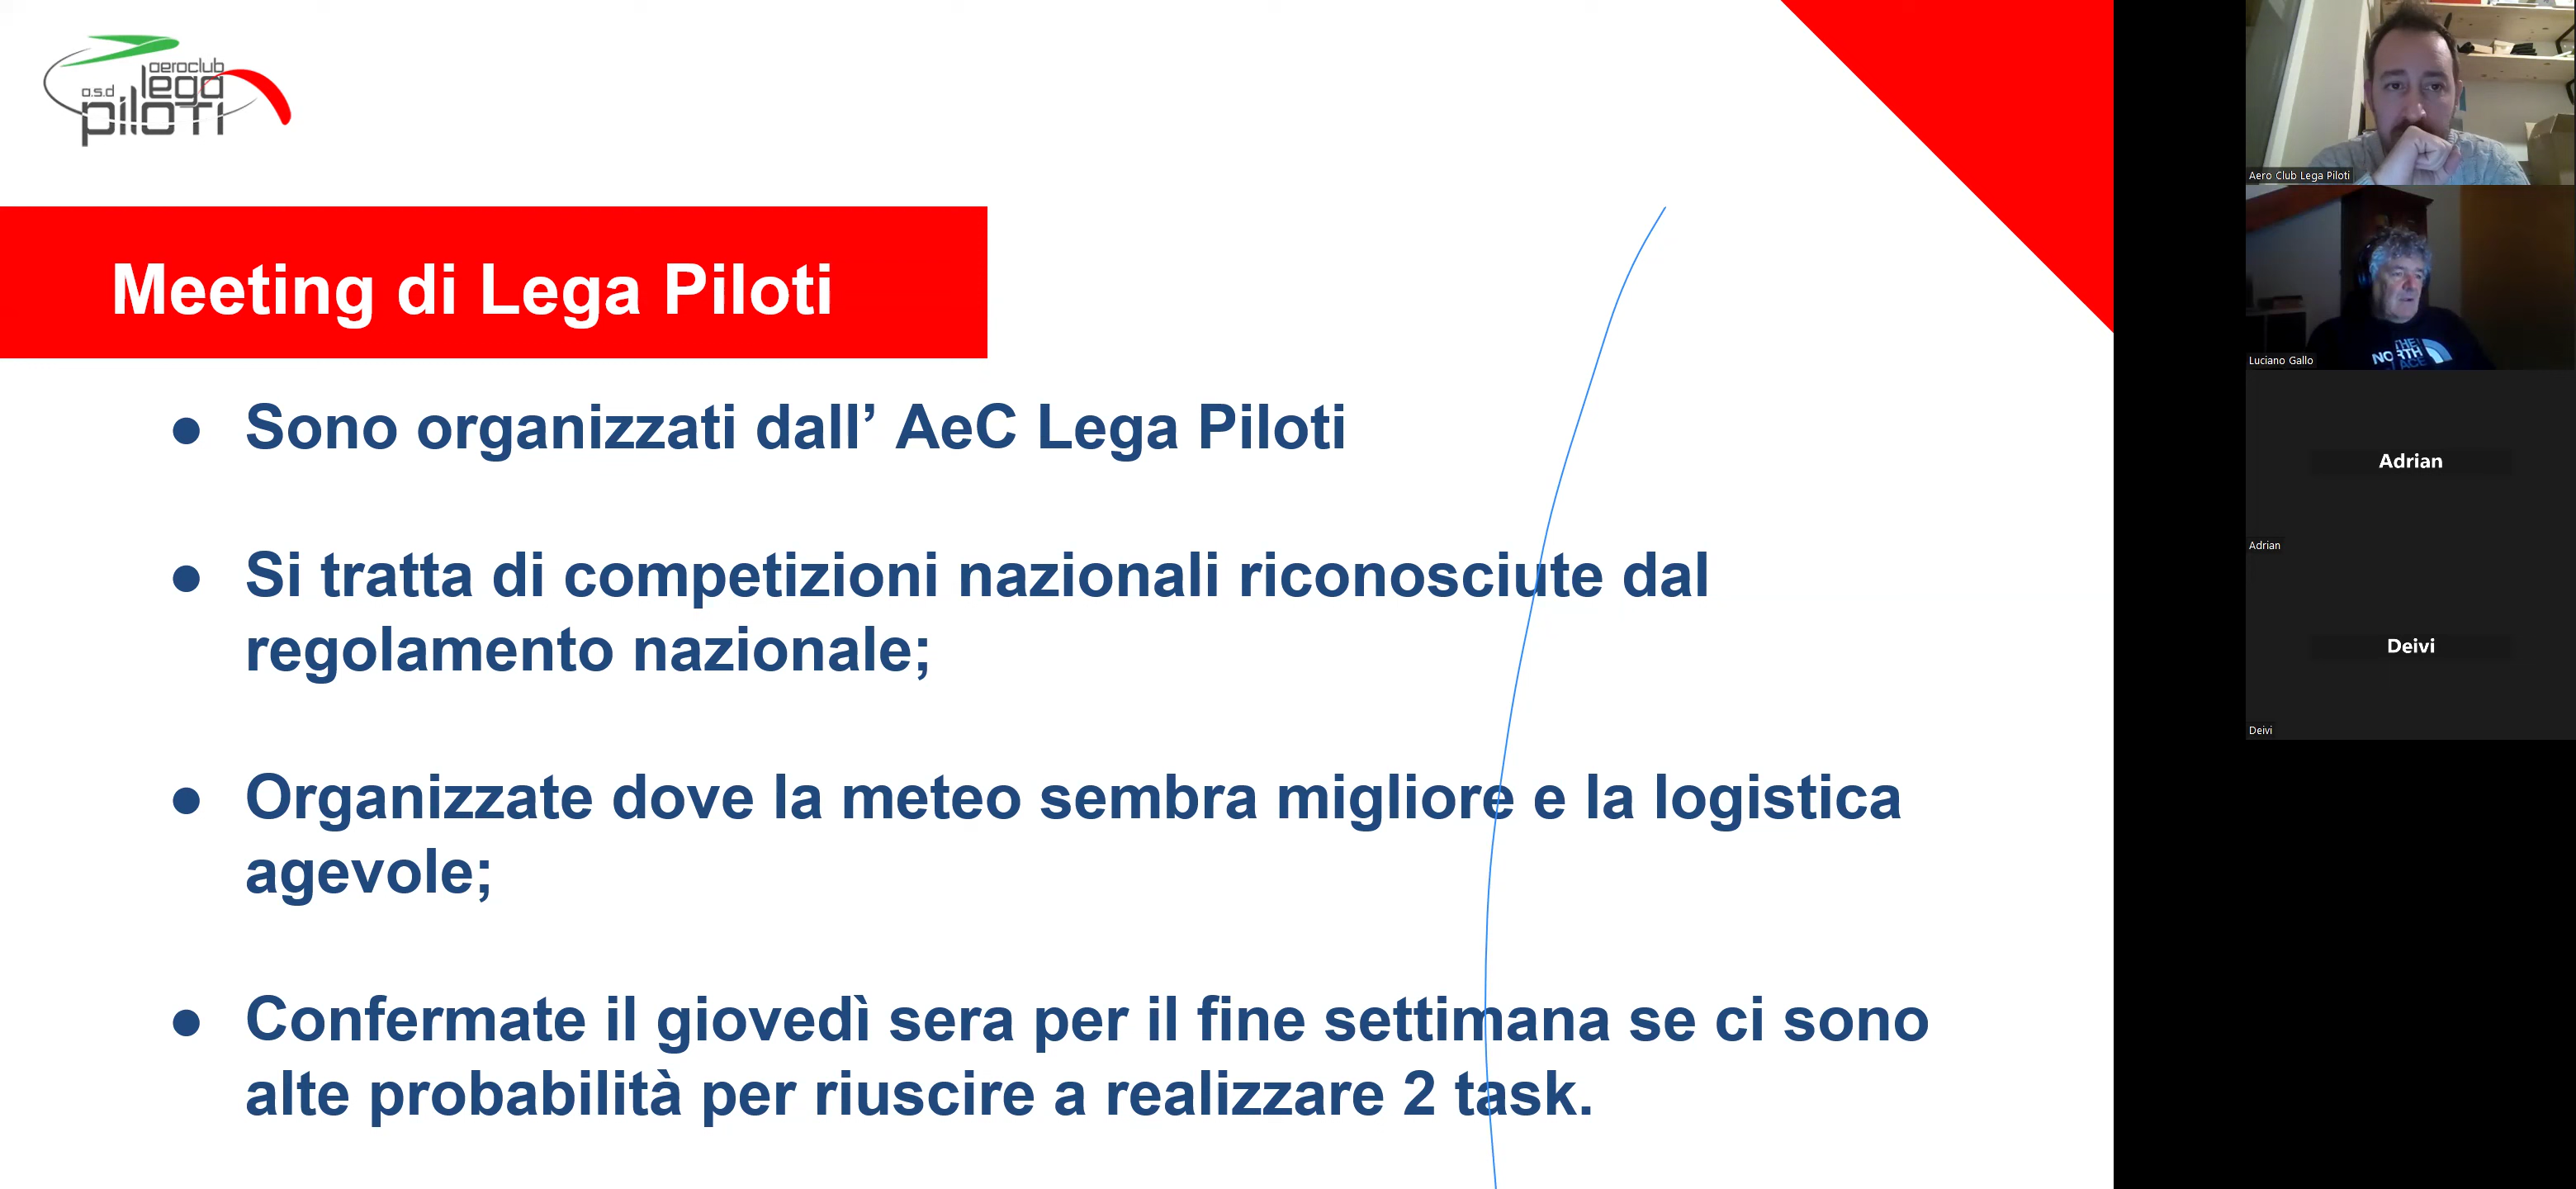 aeroclub
a.s.d lega
piloti
Meeting di Lega Piloti
● Sono organizzati dall’ AeC Lega Piloti
● Si tratta di competizioni nazionali riconosciute dal
regolamento nazionale;
● Organizzate dove la meteo sembra migliore e la logistica
agevole;
● Confermate il giovedì sera per il fine settimana se ci sono
alte probabilità per riuscire a realizzare 2 task.
Aero Club Lega Piloti
THE
NORTH
FACE
Luciano Gallo
Adrian
Adrian
Deivi
Deivi